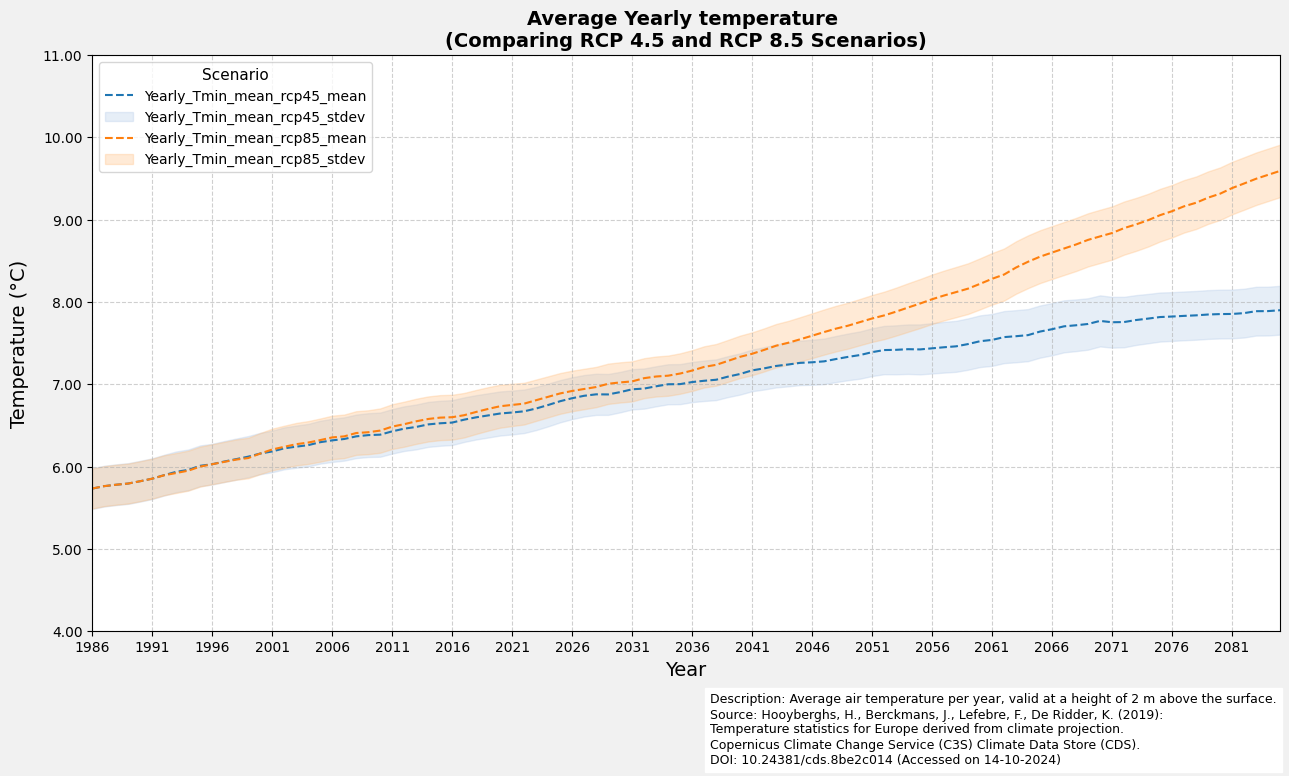 Average Yearly temperature
(Comparing RCP 4.5 and RCP 8.5 Scenarios)
11.00
10.00
9.00
8.00
7.00
6.00
5.00
4.00
Temperature (°C)
Scenario
Yearly_Tmin_mean_rcp45_mean
Yearly_Tmin_mean_rcp45_stdev
Yearly_Tmin_mean_rcp85_mean
Yearly_Tmin_mean_rcp85_stdev
1986 1991 1996 2001 2006 2011 2016 2021 2026 2031 2036 2041 2046 2051 2056 2061 2066 2071 2076 2081
Year
Description: Average air temperature per year, valid at a height of 2 m above the surface.
Source: Hooyberghs, H., Berckmans, J., Lefebre, F., De Ridder, K. (2019):
Temperature statistics for Europe derived from climate projection.
Copernicus Climate Change Service (C3S) Climate Data Store (CDS).
DOI: 10.24381/cds.8be2c014 (Accessed on 14-10-2024)